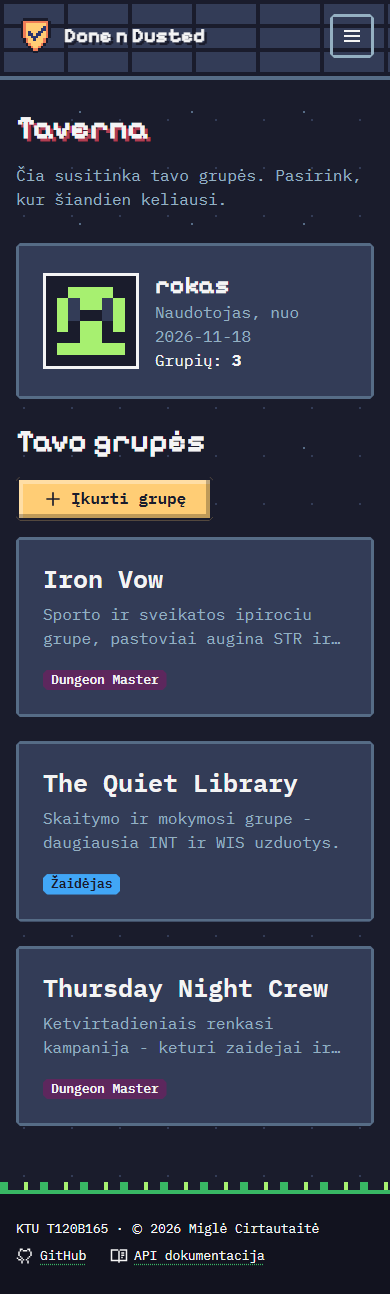 Done n Dusted
Taverna
Čia susitinka tavo grupės. Pasirink,
kur šiandien keliausi.
rokas
Naudotojas, nuo
2026-11-18
Grupių: 3
Tavo grupės
Įkurti grupę
Iron Vow
Sporto ir sveikatos ipirociu
grupe, pastoviai augina STR ir…
Dungeon Master
The Quiet Library
Skaitymo ir mokymosi grupe -
daugiausia INT ir WIS uzduotys.
Žaidėjas
Thursday Night Crew
Ketvirtadieniais renkasi
kampanija - keturi zaidejai ir…
Dungeon Master
KTU T120B165 · © 2026 Miglė Cirtautaitė
GitHub API dokumentacija